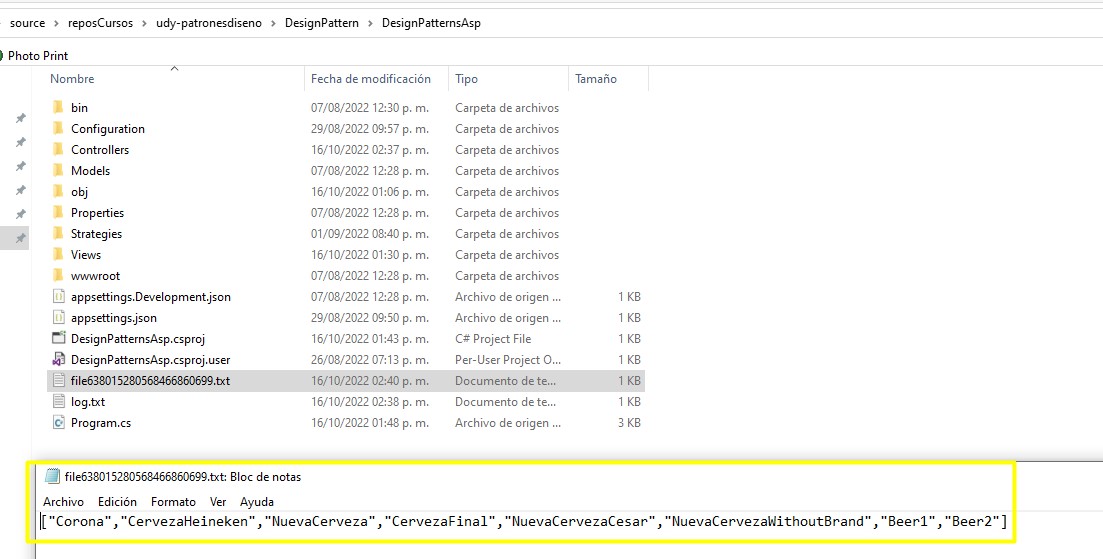 source › reposCursos › udy-patronesdiseno › DesignPattern › DesignPatternsAsp
Photo Print
Nombre Fecha de modificación Tipo Tamaño
bin 07/08/2022 12:30 p. m. Carpeta de archivos
Configuration 29/08/2022 09:57 p. m. Carpeta de archivos
Controllers 16/10/2022 02:37 p. m. Carpeta de archivos
Models 07/08/2022 12:28 p. m. Carpeta de archivos
obj 16/10/2022 01:06 p. m. Carpeta de archivos
Properties 07/08/2022 12:28 p. m. Carpeta de archivos
Strategies 01/09/2022 08:40 p. m. Carpeta de archivos
Views 16/10/2022 01:30 p. m. Carpeta de archivos
wwwroot 07/08/2022 12:28 p. m. Carpeta de archivos
appsettings.Development.json 07/08/2022 12:28 p. m. Archivo de origen ... 1 KB
appsettings.json 29/08/2022 09:50 p. m. Archivo de origen ... 1 KB
DesignPatternsAsp.csproj 16/10/2022 01:43 p. m. C# Project File 1 KB
DesignPatternsAsp.csproj.user 26/08/2022 07:13 p. m. Per-User Project O... 1 KB
file638015280568466860699.txt 16/10/2022 02:40 p. m. Documento de te... 1 KB
log.txt 16/10/2022 02:38 p. m. Documento de te... 1 KB
Program.cs 16/10/2022 01:48 p. m. Archivo de origen ... 3 KB
file638015280568466860699.txt: Bloc de notas
Archivo Edición Formato Ver Ayuda
["Corona","CervezaHeineken","NuevaCerveza","CervezaFinal","NuevaCervezaCesar","NuevaCervezaWithoutBrand","Beer1","Beer2"]